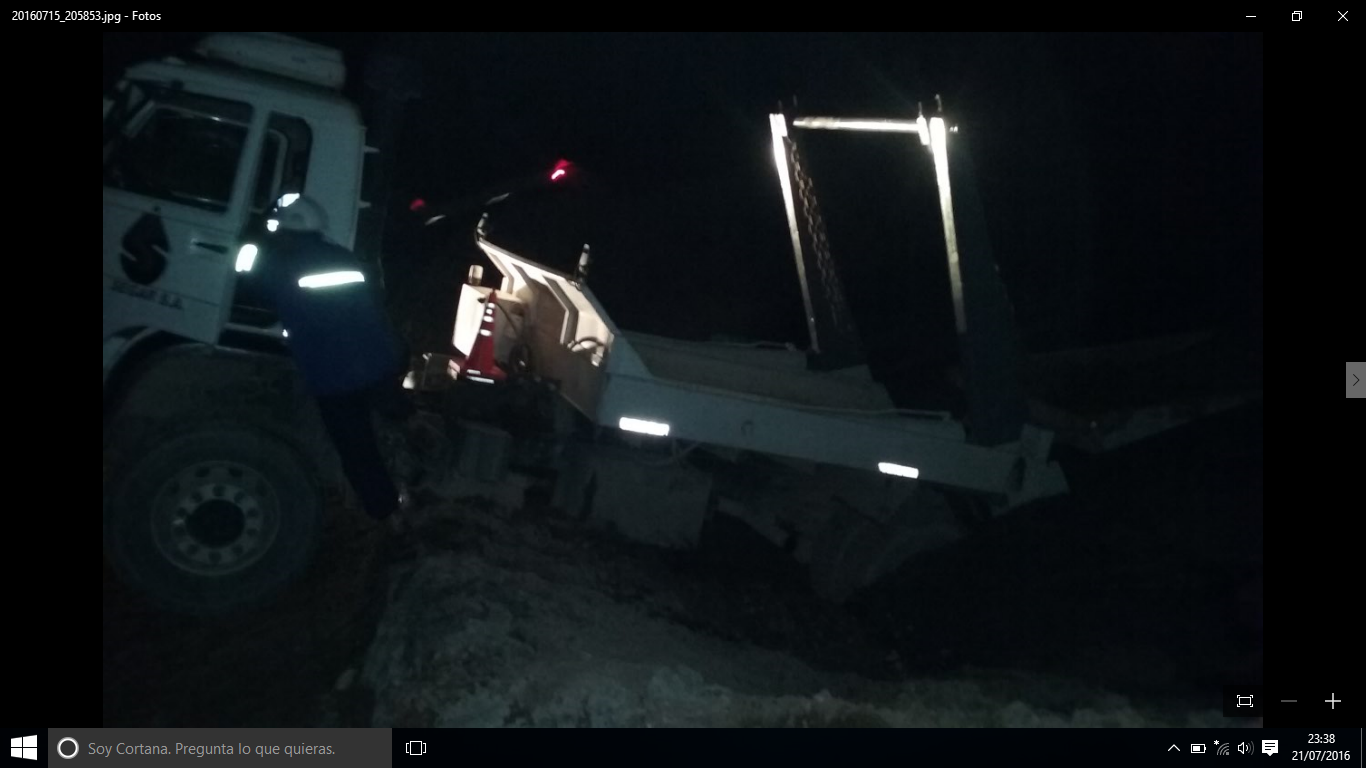 20160715_205853.jpg - Fotos
Soy Cortana. Pregunta lo que quieras.
23:38
21/07/2016